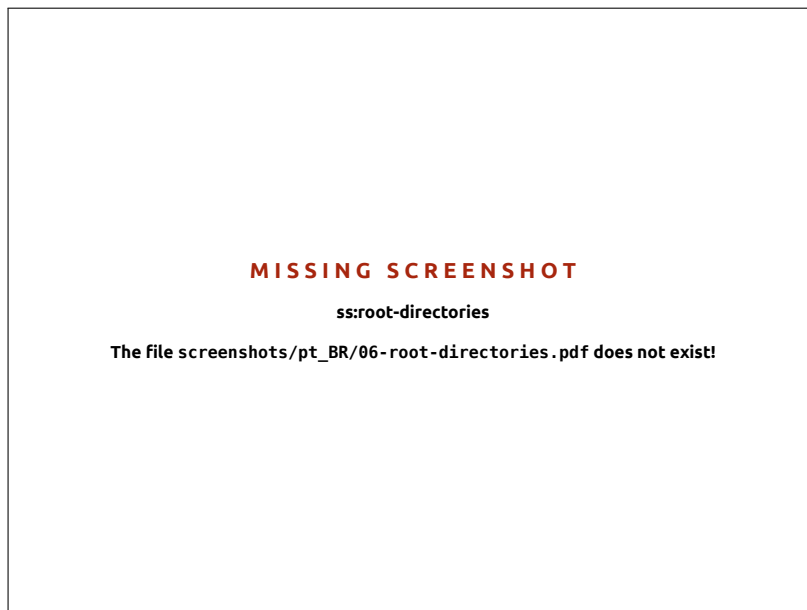 MISSING SCREENSHOT
ss:root-directories
The file screenshots/pt_BR/06-root-directories.pdf does not exist!